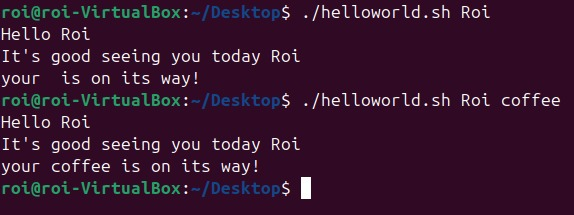 roi@roi-VirtualBox:~/Desktop$ ./helloworld.sh Roi
Hello Roi
It's good seeing you today Roi
your  is on its way!
roi@roi-VirtualBox:~/Desktop$ ./helloworld.sh Roi coffee
Hello Roi
It's good seeing you today Roi
your coffee is on its way!
roi@roi-VirtualBox:~/Desktop$